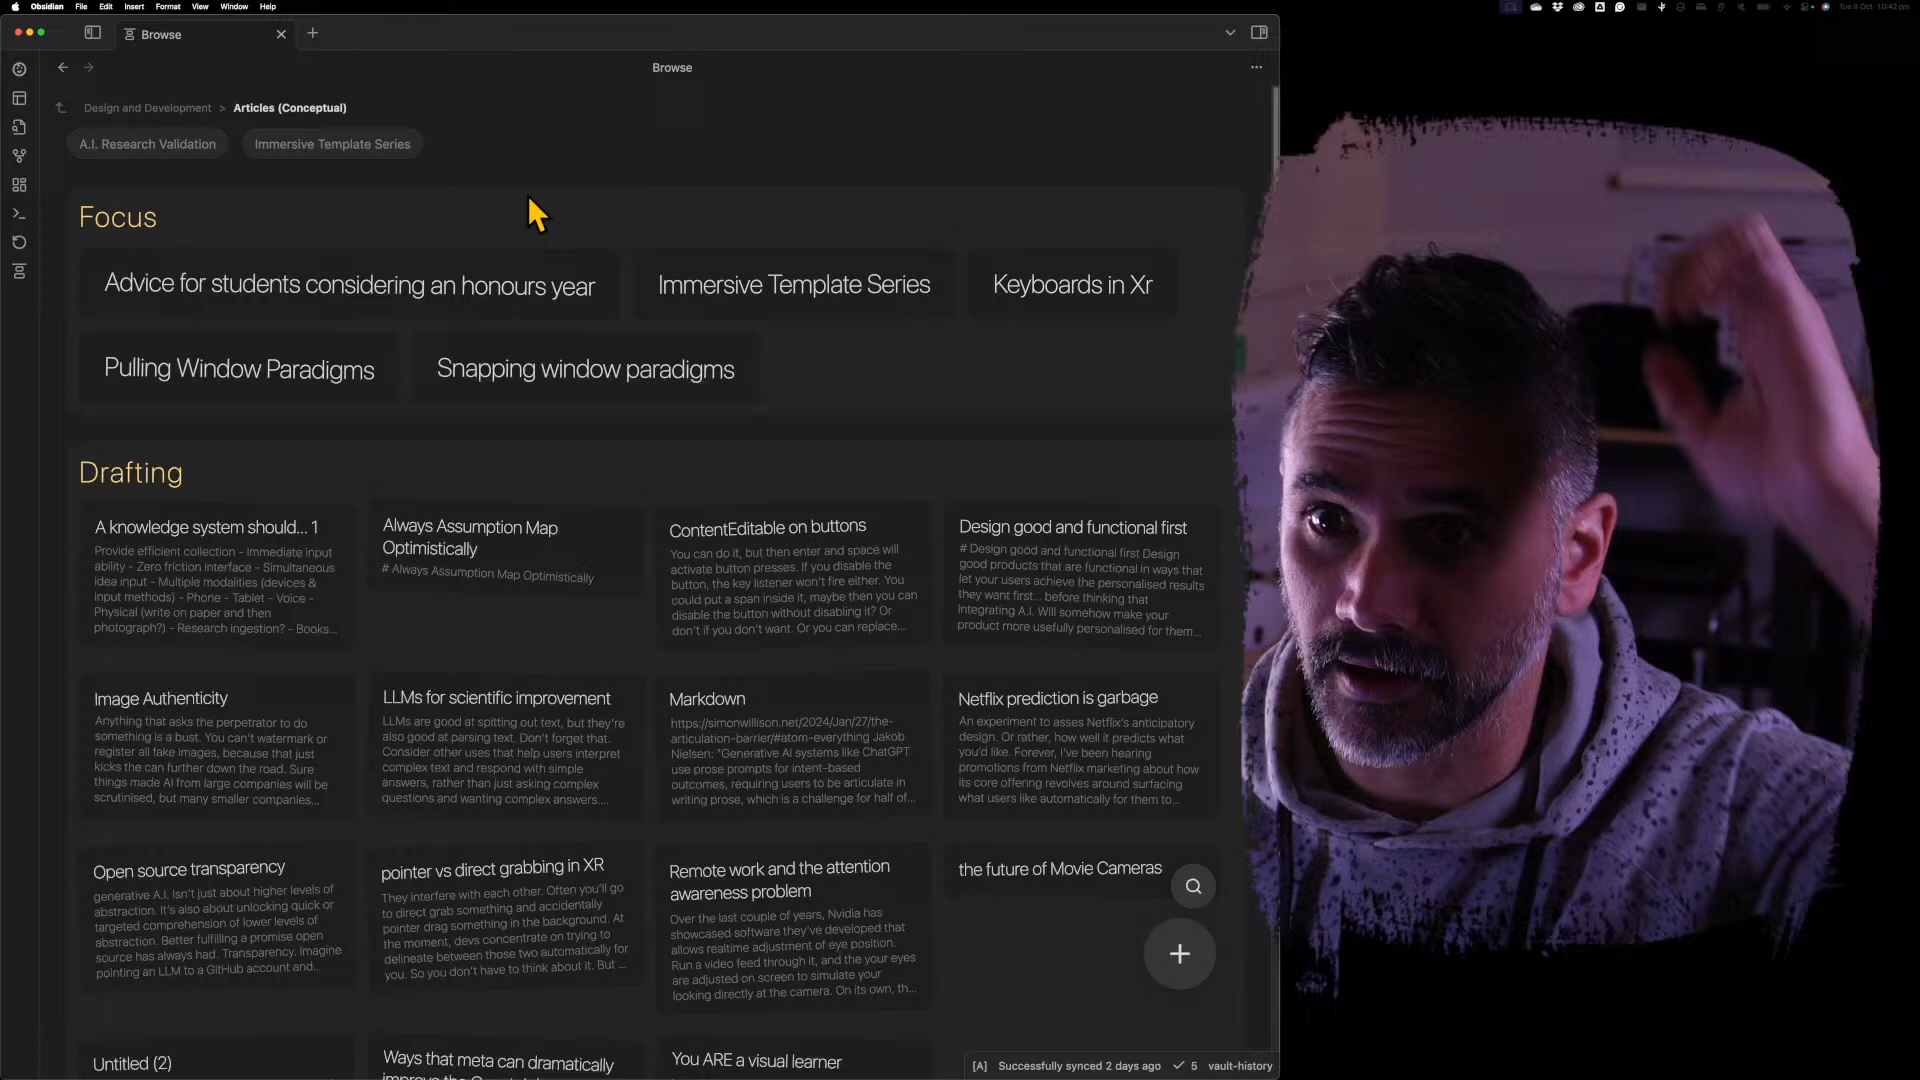 Obsidian File Edit Insert Format View Window Help
Tue 8 Oct 10:42 pm
Browse
Browse
Design and Development > Articles (Conceptual)
A.I. Research Validation
Immersive Template Series
Focus
Advice for students considering an honours year
Immersive Template Series
Keyboards in Xr
Pulling Window Paradigms
Snapping window paradigms
Drafting
A knowledge system should... 1
Provide efficient collection - Immediate input
ability - Zero friction interface - Simultaneous
idea input - Multiple modalities (devices &
input methods) - Phone - Tablet - Voice -
Physical (write on paper and then
photograph?) - Research ingestion? - Books...
Always Assumption Map
Optimistically
# Always Assumption Map Optimistically
ContentEditable on buttons
You can do it, but then enter and space will
activate button presses. If you disable the
button, the key listener won't fire either. You
could put a span inside it, maybe then you can
disable the button without disabling it? Or
don't if you don't want. Or you can replace...
Design good and functional first
# Design good and functional first Design
good products that are functional in ways that
let your users achieve the personalised results
they want first... before thinking that
integrating A.I. Will somehow make your
product more usefully personalised for them...
Image Authenticity
Anything that asks the perpetrator to do
something is a bust. You can't watermark or
register all fake images, because that just
kicks the can further down the road. Sure
things made AI from large companies will be
scrutinised, but many smaller companies...
LLMs for scientific improvement
LLMs are good at spitting out text, but they're
also good at parsing text. Don't forget that.
Consider other uses that help users interpret
complex text and respond with simple
answers, rather than just asking complex
questions and wanting complex answers....
Markdown
https://simonwillison.net/2024/Jan/27/the-
articulation-barrier/#atom-everything Jakob
Nielsen: "Generative AI systems like ChatGPT
use prose prompts for intent-based
outcomes, requiring users to be articulate in
writing prose, which is a challenge for half of...
Netflix prediction is garbage
An experiment to asses Netflix's anticipatory
design. Or rather, how well it predicts what
you'd like. Forever, I've been hearing
promotions from Netflix marketing about how
its core offering revolves around surfacing
what users like automatically for them to...
Open source transparency
generative A.I. Isn't just about higher levels of
abstraction. It's also about unlocking quick or
targeted comprehension of lower levels of
abstraction. Better fulfilling a promise open
source has always had. Transparency. Imagine
pointing an LLM to a GitHub account and...
pointer vs direct grabbing in XR
They interfere with each other. Often you'll go
to direct grab something and accidentally
pointer drag something in the background. At
the moment, devs concentrate on trying to
delineate between those two automatically for
you. So you don't have to think about it. But ...
Remote work and the attention
awareness problem
Over the last couple of years, Nvidia has
showcased software they've developed that
allows realtime adjustment of eye position.
Run a video feed through it, and the your eyes
are adjusted on screen to simulate your
looking directly at the camera. On its own, th...
the future of Movie Cameras
Untitled (2)
Ways that meta can dramatically
You ARE a visual learner
[A] Successfully synced 2 days ago 5 vault-history